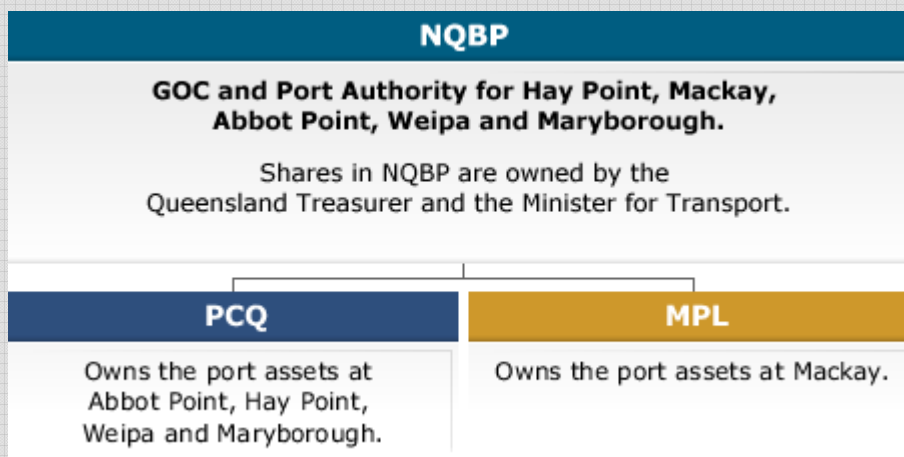 NQBP
GOC and Port Authority for Hay Point, Mackay,
Abbot Point, Weipa and Maryborough.
Shares in NQBP are owned by the
Queensland Treasurer and the Minister for Transport.
PCQ
Owns the port assets at
Abbot Point, Hay Point,
Weipa and Maryborough.
MPL
Owns the port assets at Mackay.